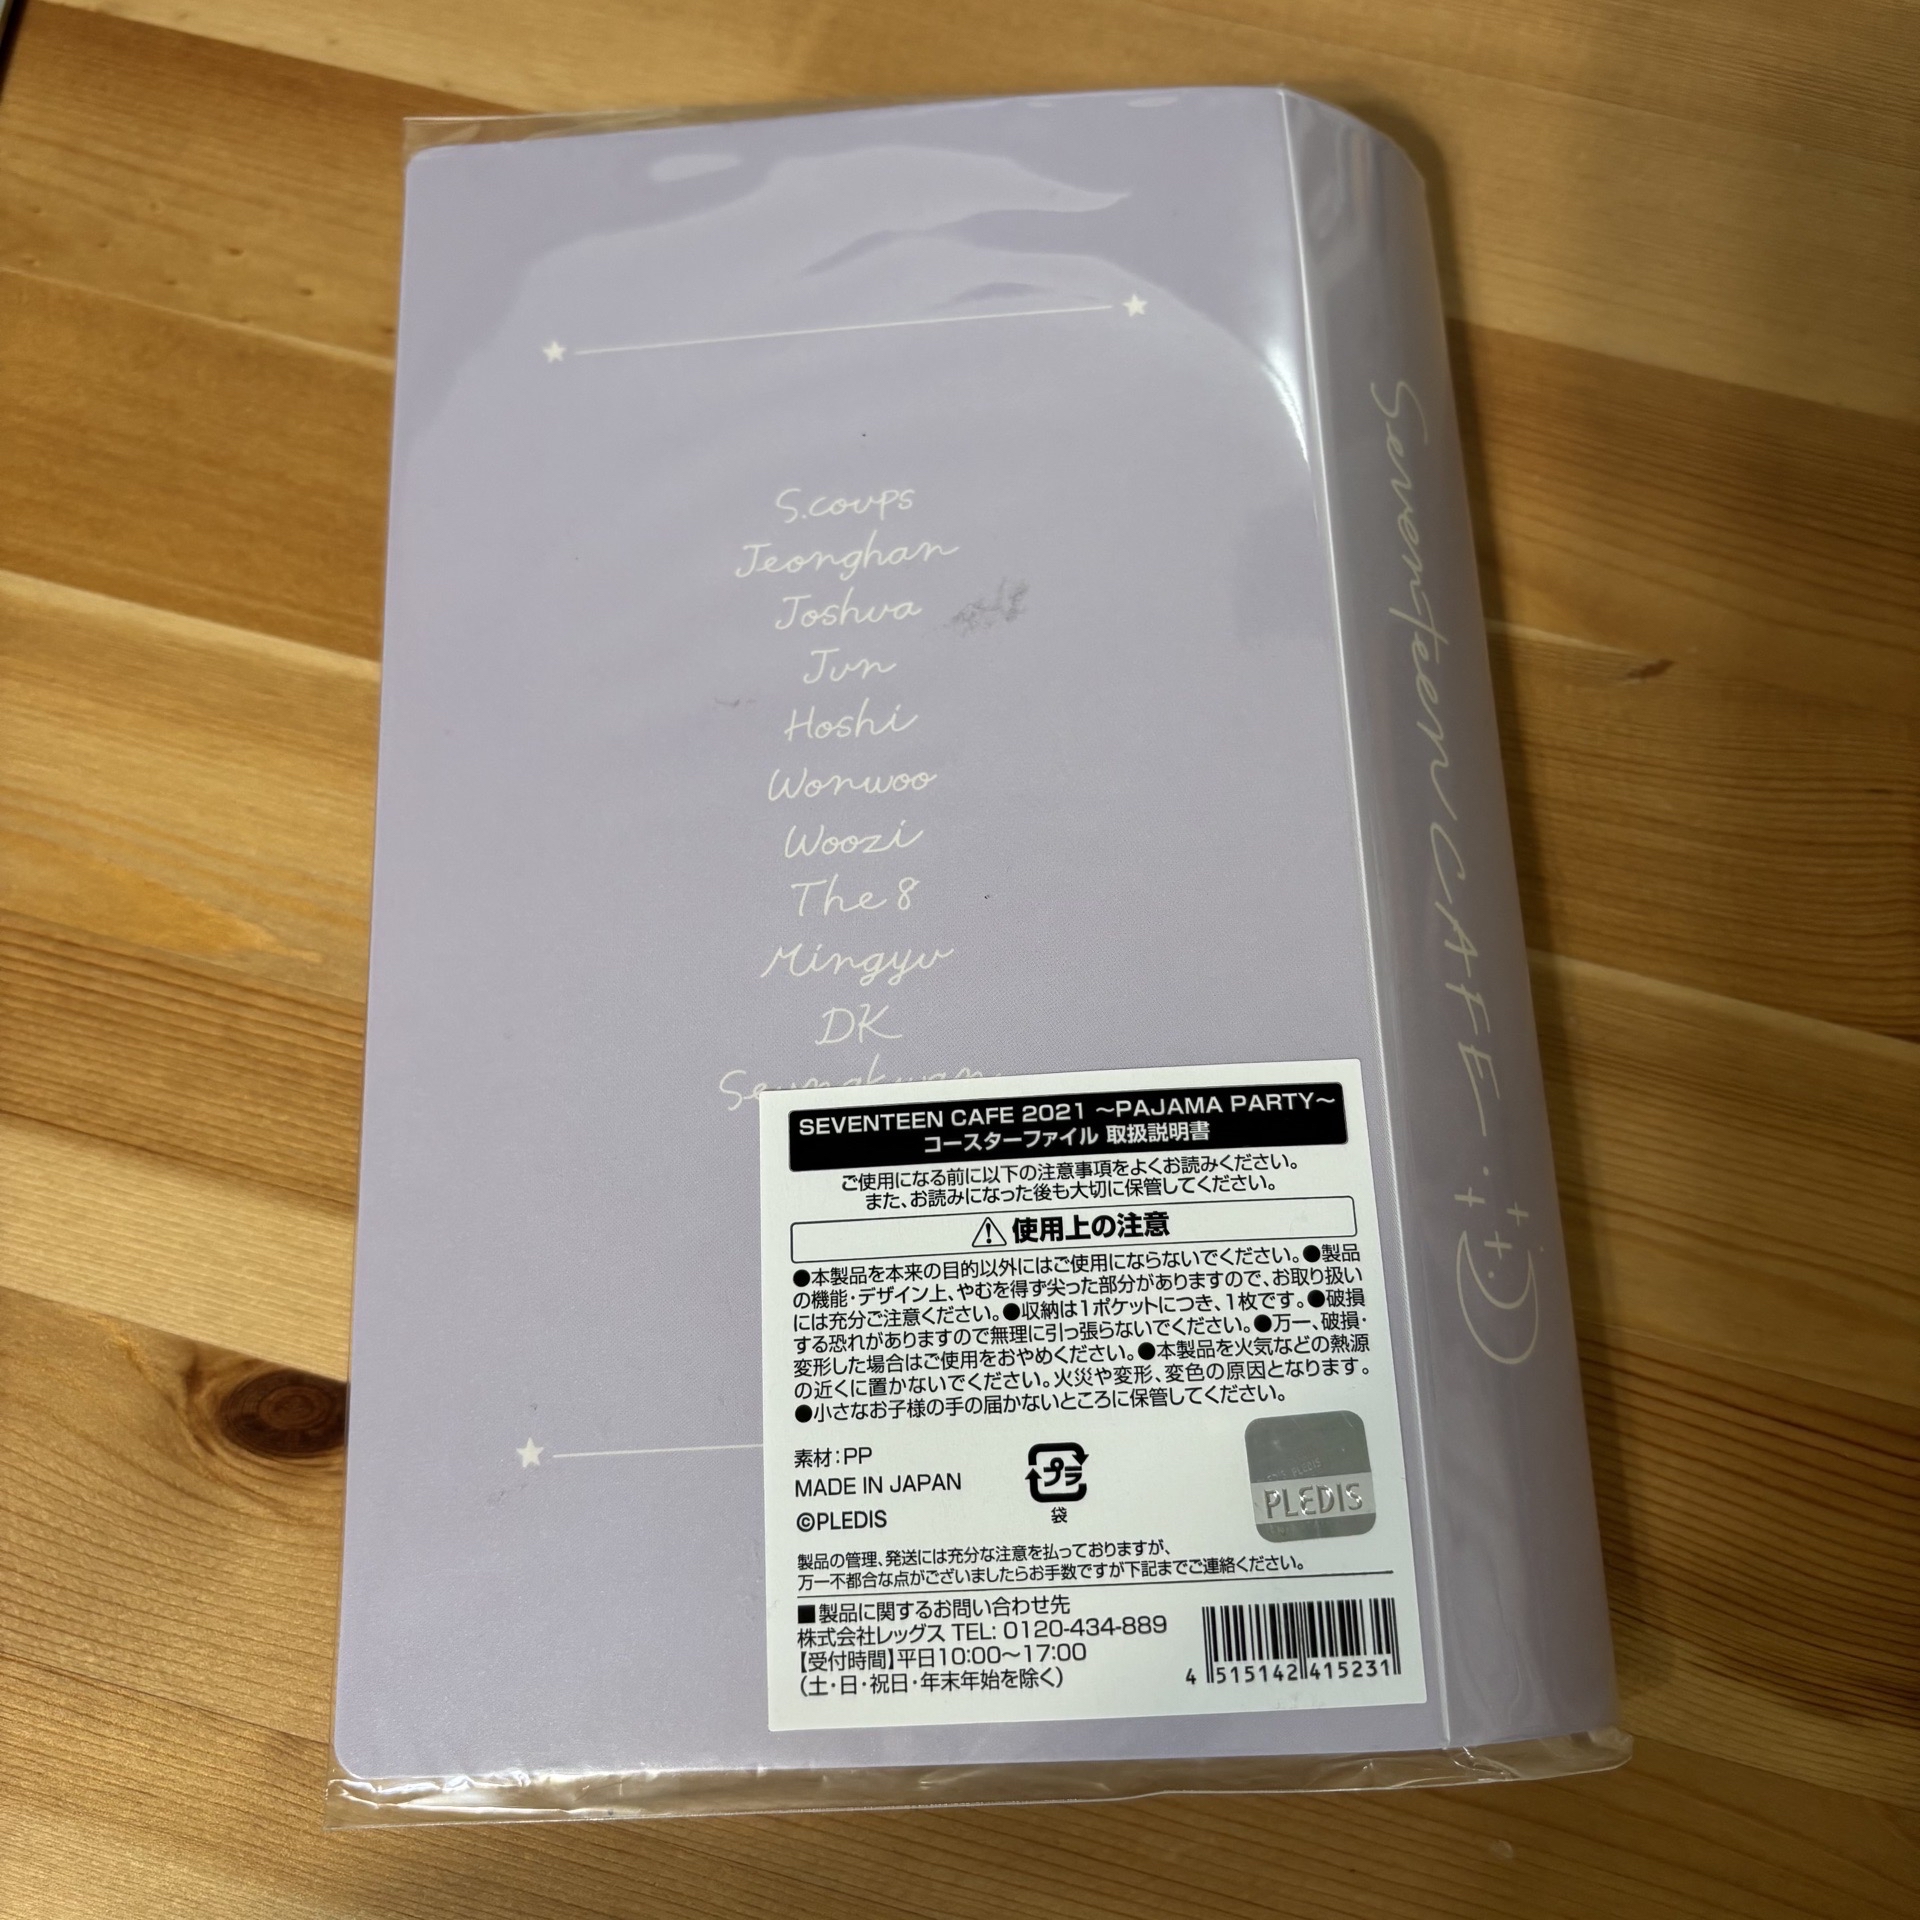 S.coups
Jeonghan
Joshua
Jun
Hoshi
Wonwoo
Woozi
The 8
Mingyu
DK
Seungkwan
Seventeen CAFE
SEVENTEEN CAFE 2021 ～PAJAMA PARTY～
コースターファイル 取扱説明書
ご使用になる前に以下の注意事項をよくお読みください。
また、お読みになった後も大切に保管してください。
使用上の注意
●本製品を本来の目的以外にはご使用にならないでください。●製品
の機能・デザイン上、やむを得ず尖った部分がありますので、お取り扱い
には充分ご注意ください。●収納は1ポケットにつき、1枚です。●破損
する恐れがありますので無理に引っ張らないでください。●万一、破損・
変形した場合はご使用をおやめください。●本製品を火気などの熱源
の近くに置かないでください。火災や変形、変色の原因となります。
●小さなお子様の手の届かないところに保管してください。
素材：PP
MADE IN JAPAN
©PLEDIS
プラ
袋
PLEDIS
製品の管理、発送には充分な注意を払っておりますが、
万一不都合な点がございましたらお手数ですが下記までご連絡ください。
■製品に関するお問い合わせ先
株式会社レッグス TEL: 0120-434-889
【受付時間】平日10:00～17:00
（土・日・祝日・年末年始を除く）
4 515142 415231